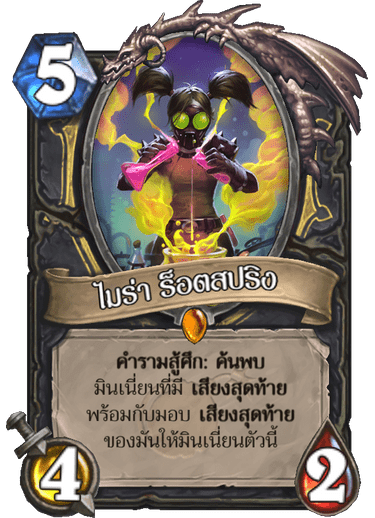 5
ไมร่า ร็อตสปริง
คำรามสู้ศึก: ค้นพบ
มินเนี่ยนที่มี เสียงสุดท้าย
พร้อมกับมอบ เสียงสุดท้าย
ของมันให้มินเนี่ยนตัวนี้
4
2